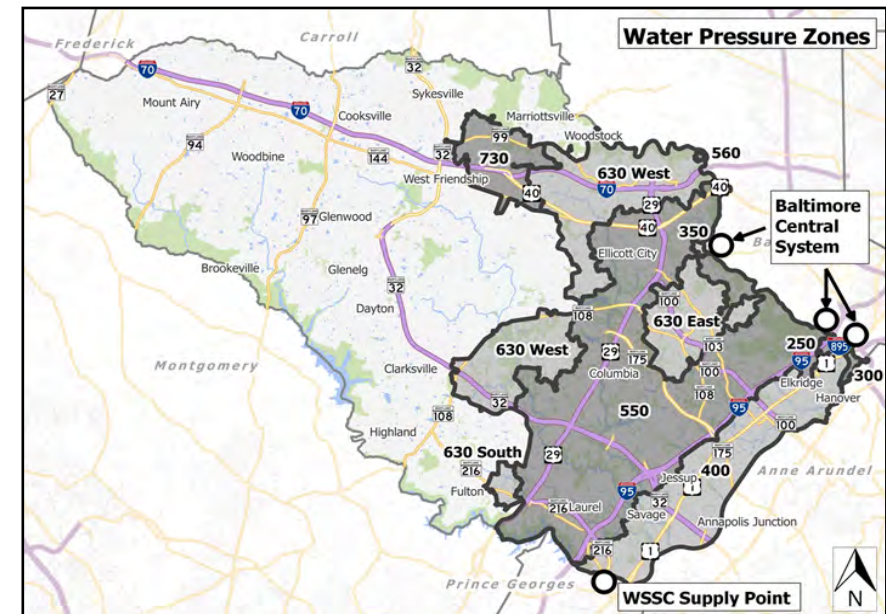 Water Pressure Zones
Frederick
Carroll
70
32
27
Mount Airy
Sykesville
70
Cooksville
Marriottsville
94
99
Woodstock
Woodbine
144
32
730
560
West Friendship
630 West
40
70
40
29
97
Glenwood
350
Baltimore
Central
System
40
Ellicott City
Brookeville
Glenelg
32
100
Dayton
108
630 East
250
895
630 West
29
175
103
95
1
300
Montgomery
Clarksville
Columbia
100
Elkridge
Hanover
32
108
550
95
100
108
Highland
630 South
29
175
400
Anne Arundel
216
Jessup
1
Fulton
95
32
216
Laurel
Savage
Annapolis Junction
216
1
Prince Georges
WSSC Supply Point
N